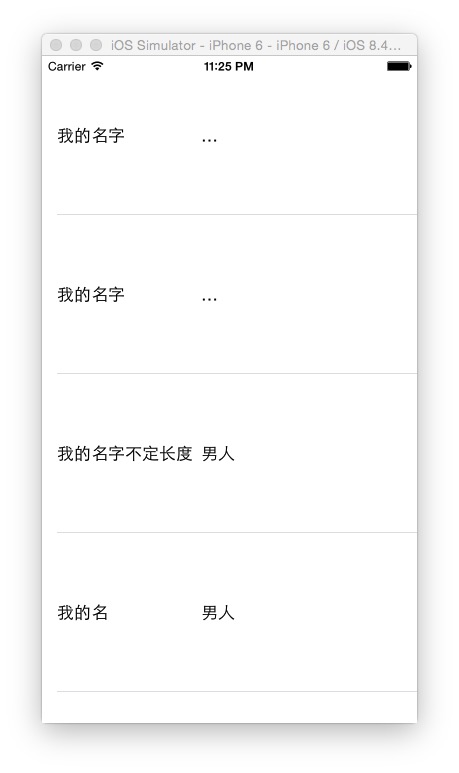 iOS Simulator - iPhone 6 - iPhone 6 / iOS 8.4...
Carrier 11:25 PM
我的名字 ...
我的名字 ...
我的名字不定长度 男人
我的名 男人